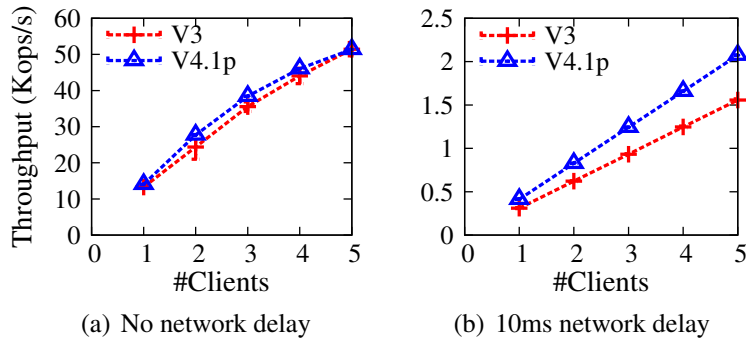 Throughput (Kops/s)
60
50
40
30
20
10
0
V3
V4.1p
0 1 2 3 4 5
#Clients
(a) No network delay
2.5
2
1.5
1
0.5
0
V3
V4.1p
0 1 2 3 4 5
#Clients
(b) 10ms network delay